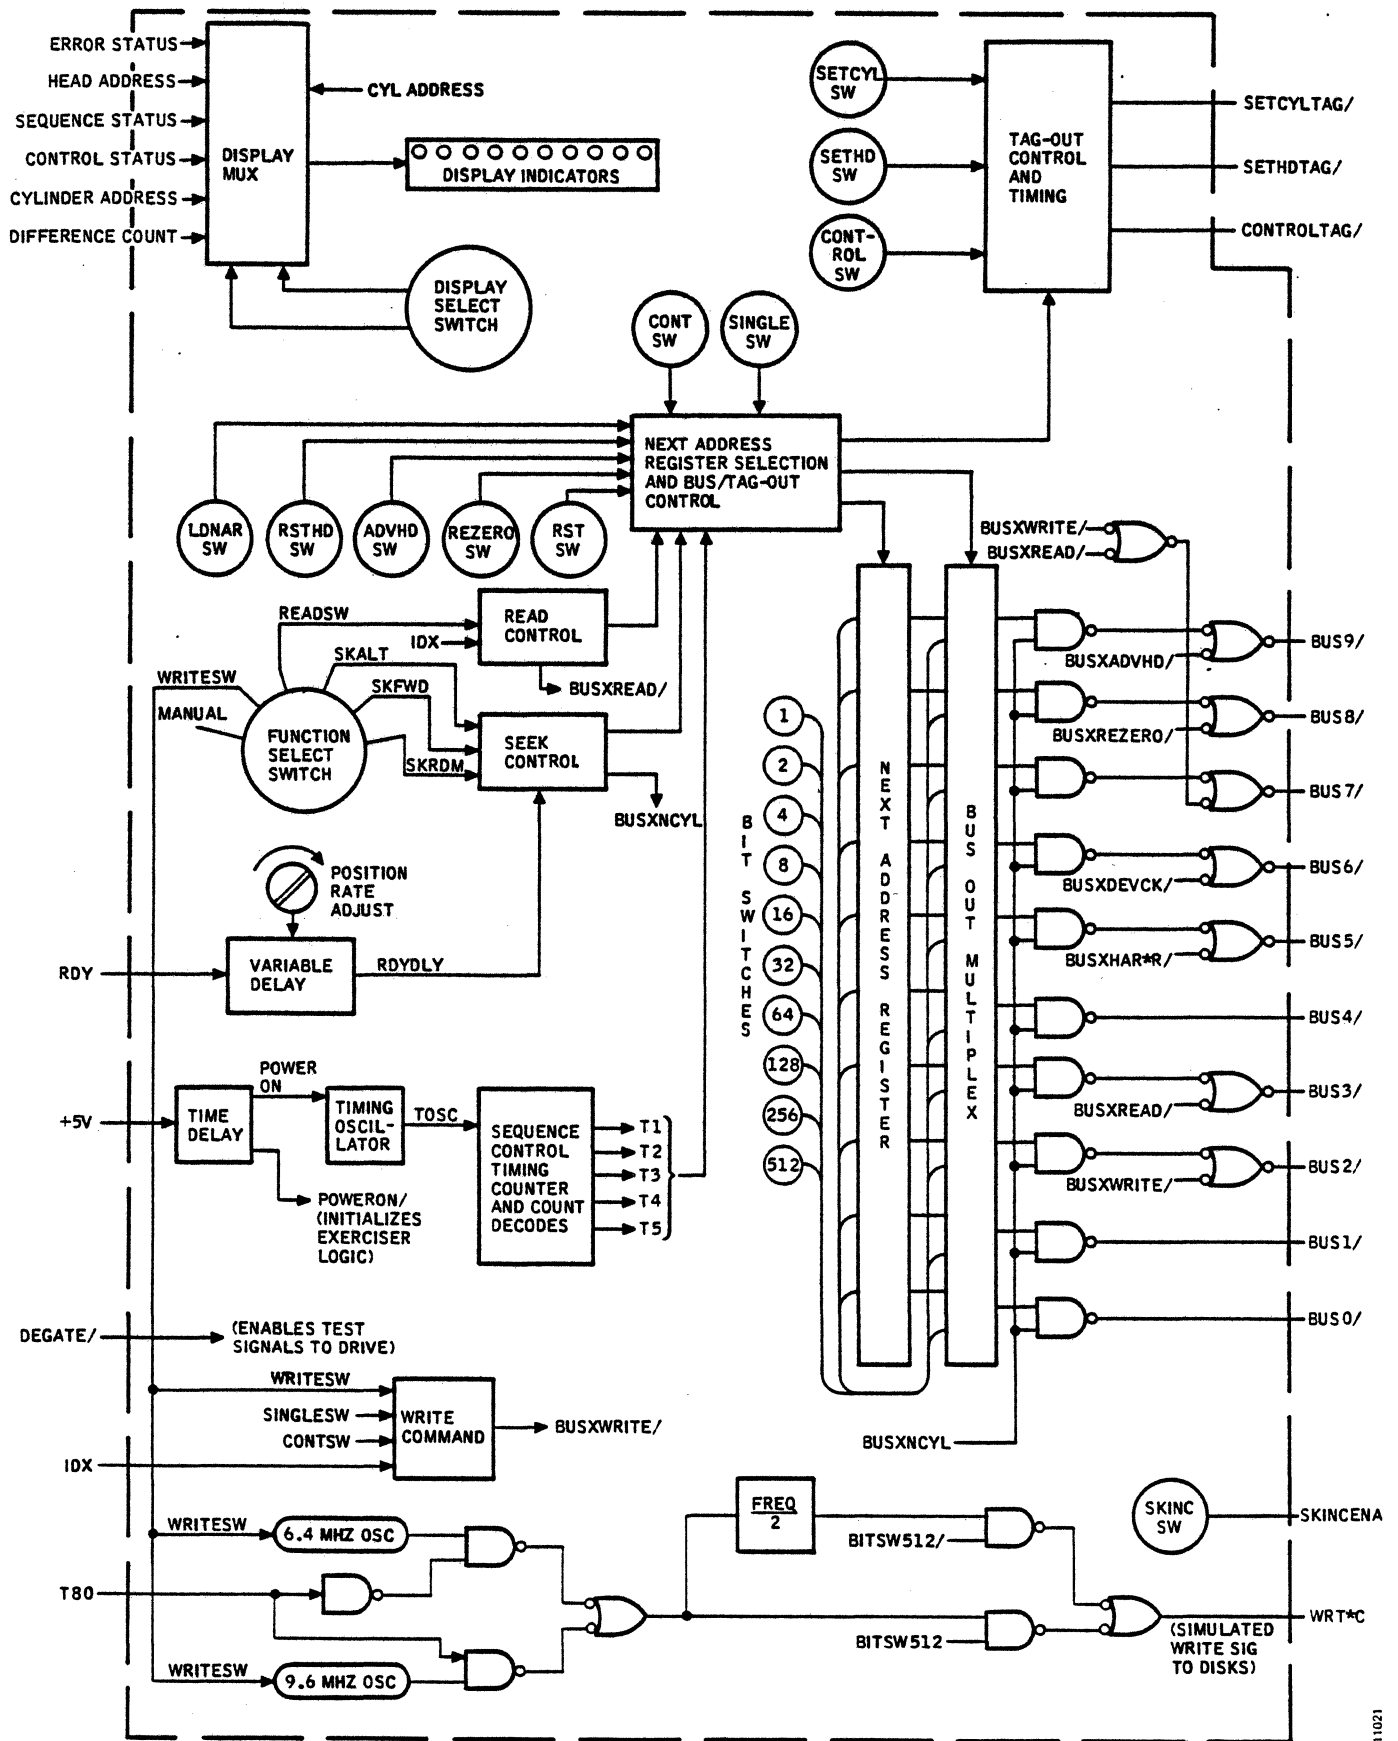 ERROR STATUS
HEAD ADDRESS
SEQUENCE STATUS
CONTROL STATUS
CYLINDER ADDRESS
DIFFERENCE COUNT
DISPLAY
MUX
CYL ADDRESS
DISPLAY INDICATORS
DISPLAY
SELECT
SWITCH
SETCYL
SW
SETHD
SW
CONT-
ROL
SW
TAG-OUT
CONTROL
AND
TIMING
SETCYLTAG/
SETHDTAG/
CONTROLTAG/
CONT
SW
SINGLE
SW
NEXT ADDRESS
REGISTER SELECTION
AND BUS/TAG-OUT
CONTROL
LDNAR
SW
RSTHD
SW
ADVHD
SW
REZERO
SW
RST
SW
READSW
IDX
READ
CONTROL
BUSXREAD/
SKALT
SKFWD
SKRDM
WRITESW
MANUAL
FUNCTION
SELECT
SWITCH
SEEK
CONTROL
BUSXNCYL
POSITION
RATE
ADJUST
RDY
VARIABLE
DELAY
RDYDLY
+5V
TIME
DELAY
POWER
ON
TIMING
OSCIL-
LATOR
TOSC
POWERON/
(INITIALIZES
EXERCISER
LOGIC)
SEQUENCE
CONTROL
TIMING
COUNTER
AND COUNT
DECODES
T1
T2
T3
T4
T5
BIT SWITCHES
1
2
4
8
16
32
64
128
256
512
NEXT ADDRESS REGISTER
BUS OUT MULTIPLEX
BUSXWRITE/
BUSXREAD/
BUSXADVHD/
BUS9/
BUSXREZERO/
BUS8/
BUS7/
BUSXDEVCK/
BUS6/
BUSXHAR*R/
BUS5/
BUS4/
BUSXREAD/
BUS3/
BUSXWRITE/
BUS2/
BUS1/
BUS0/
BUSXNCYL
DEGATE/
(ENABLES TEST
SIGNALS TO DRIVE)
WRITESW
SINGLESW
CONTSW
IDX
WRITE
COMMAND
BUSXWRITE/
WRITESW
6.4 MHZ OSC
T80
WRITESW
9.6 MHZ OSC
FREQ
2
BITSW512/
BITSW512
SKINC
SW
SKINCENA
WRT*C
(SIMULATED
WRITE SIG
TO DISKS)
11021